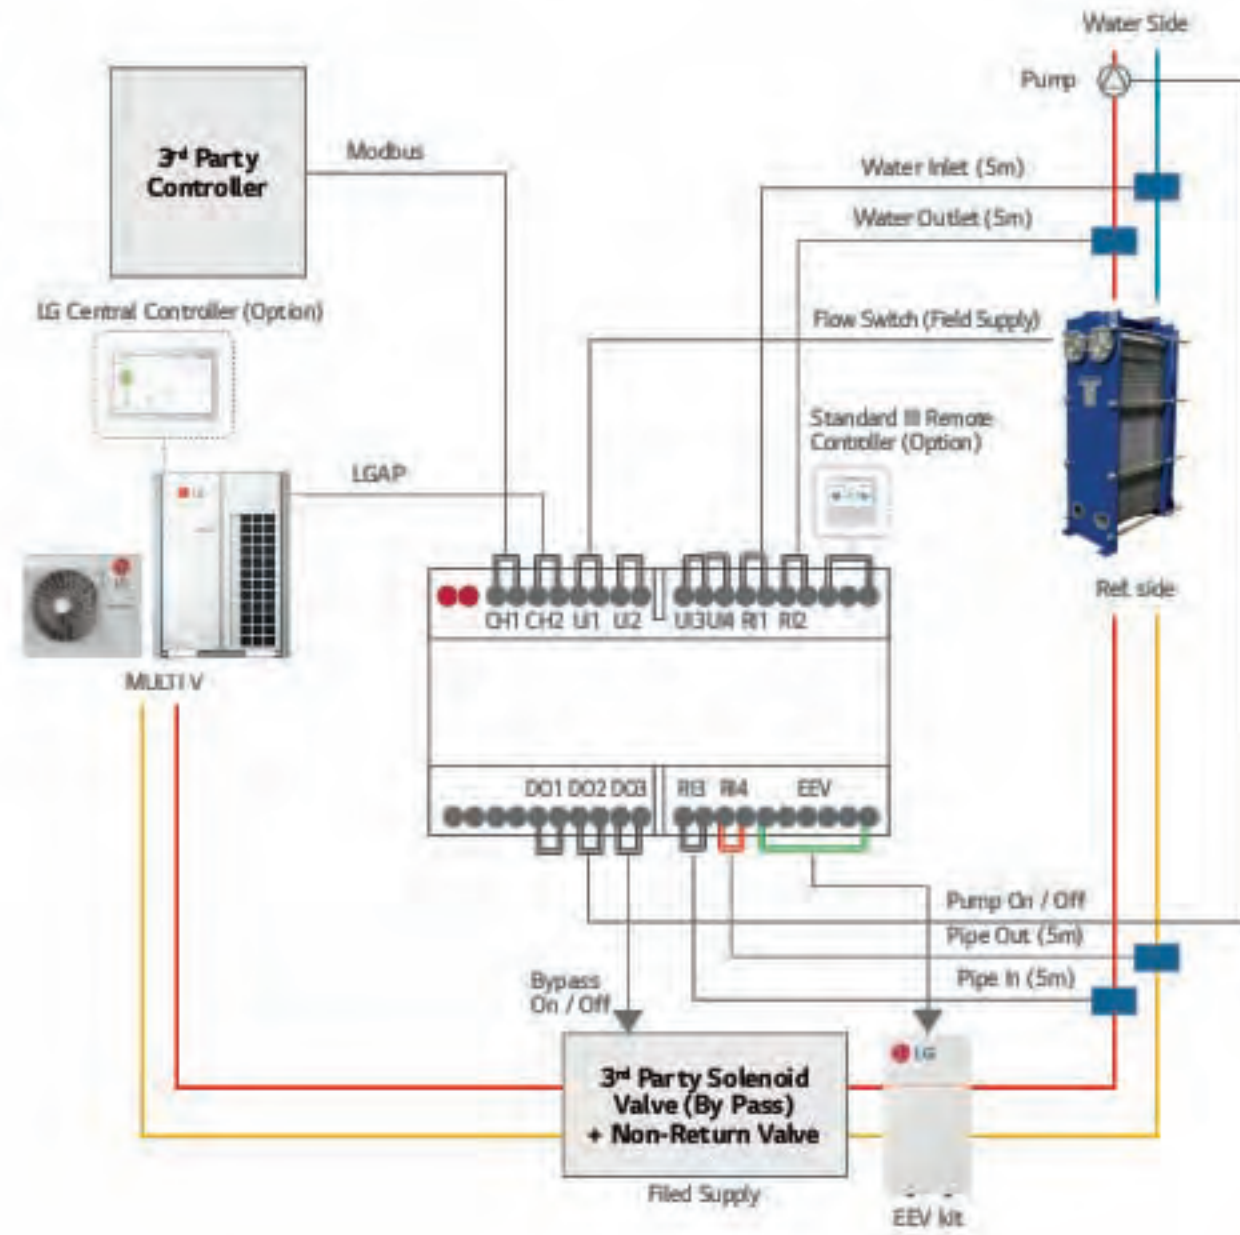 Water Side
Pump
3rd Party
Controller
Modbus
Water Inlet (5m)
Water Outlet (5m)
LG Central Controller (Option)
Flow Switch (Field Supply)
Standard III Remote
Controller (Option)
LG
LGAP
LG
CH1 CH2 UI1 UI2 UI3 UI4 RI1 RI2
Ref. side
MULTI V
DO1 DO2 DO3 RI3 RI4 EEV
Pump On / Off
Pipe Out (5m)
Pipe In (5m)
Bypass
On / Off
LG
3rd Party Solenoid
Valve (By Pass)
+ Non-Return Valve
Filed Supply
EEV kit